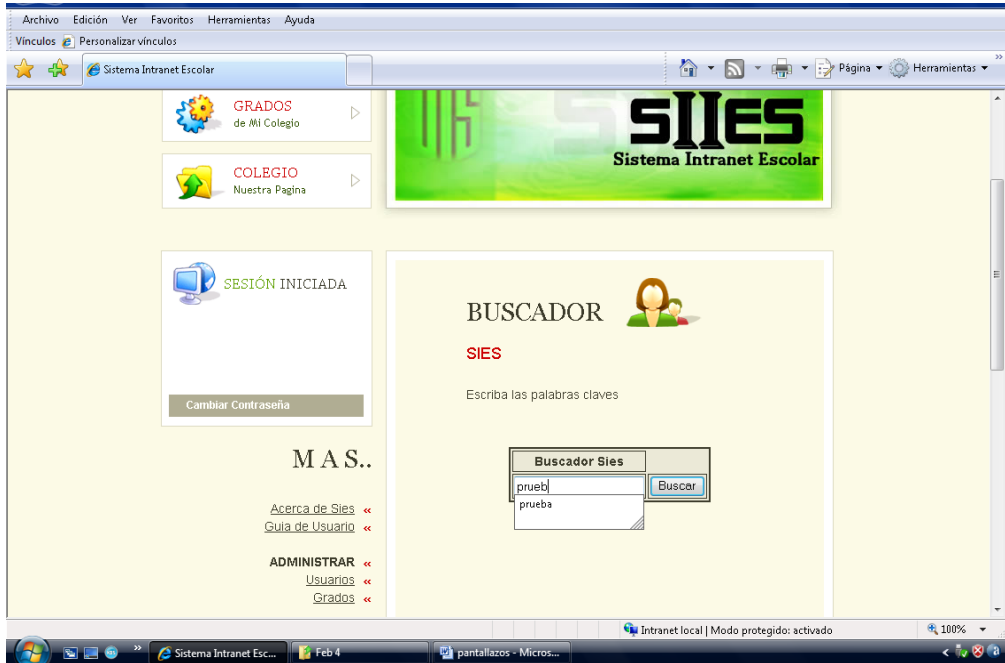 Archivo Edición Ver Favoritos Herramientas Ayuda
Vínculos Personalizar vínculos
Sistema Intranet Escolar
Página Herramientas
GRADOS
de Mi Colegio
COLEGIO
Nuestra Pagina
SIIES
Sistema Intranet Escolar
SESIÓN INICIADA
Cambiar Contraseña
BUSCADOR
SIES
Escriba las palabras claves
Buscador Sies
prueb Buscar
prueba
M A S..
Acerca de Sies «
Guia de Usuario «
ADMINISTRAR «
Usuarios «
Grados «
Intranet local | Modo protegido: activado 100%
Sistema Intranet Esc... Feb 4 pantallazos - Micros...